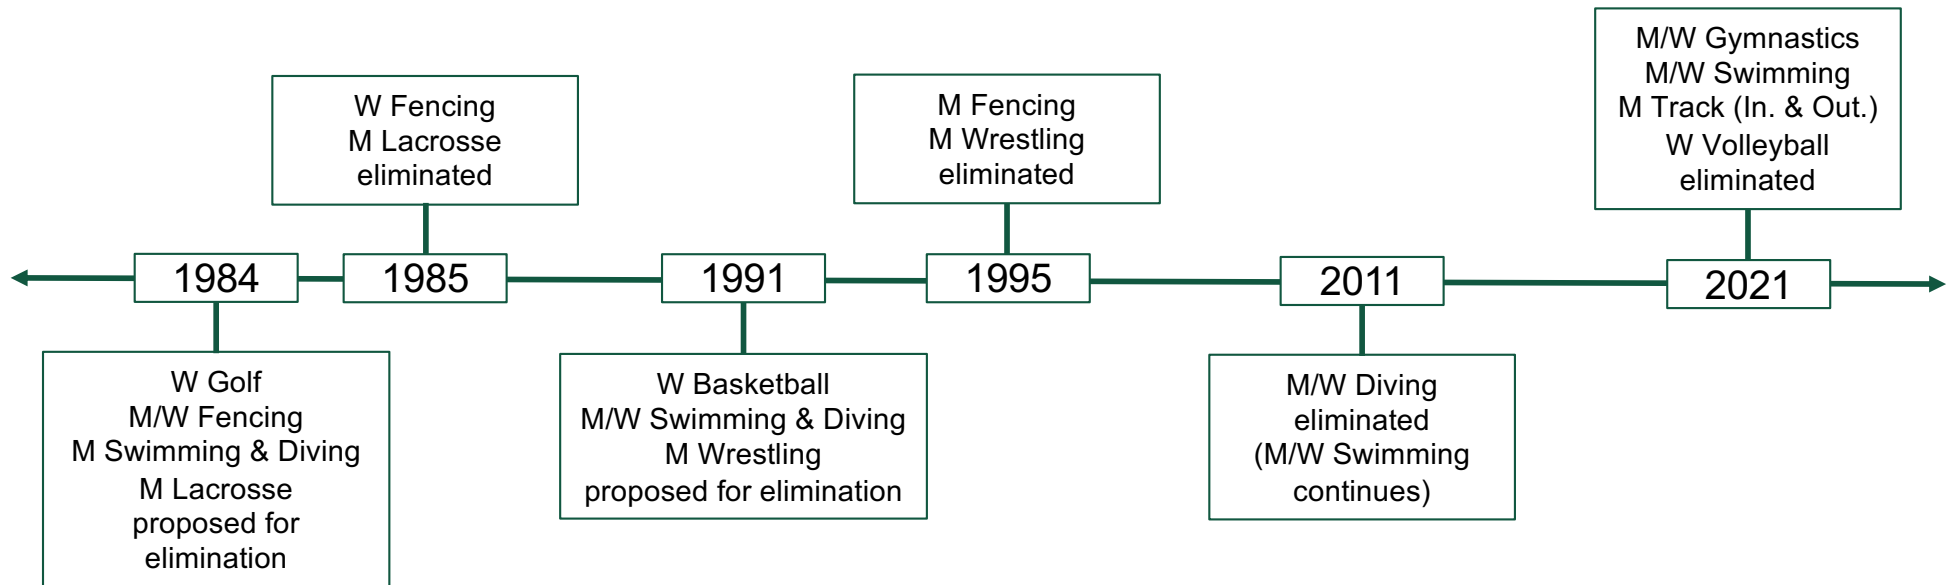 1984
W Golf
M/W Fencing
M Swimming & Diving
M Lacrosse
proposed for
elimination
1985
W Fencing
M Lacrosse
eliminated
1991
W Basketball
M/W Swimming & Diving
M Wrestling
proposed for elimination
1995
M Fencing
M Wrestling
eliminated
2011
M/W Diving
eliminated
(M/W Swimming
continues)
2021
M/W Gymnastics
M/W Swimming
M Track (In. & Out.)
W Volleyball
eliminated